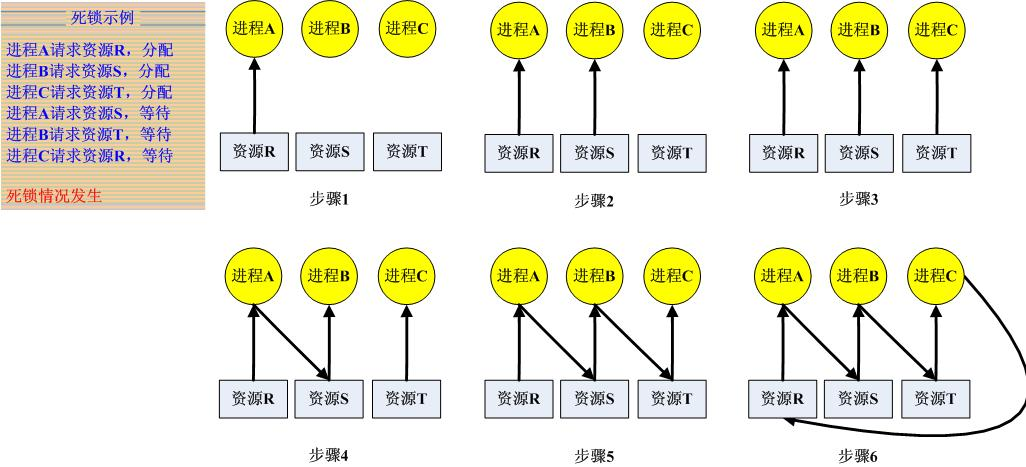 死锁示例
进程A请求资源R，分配
进程B请求资源S，分配
进程C请求资源T，分配
进程A请求资源S，等待
进程B请求资源T，等待
进程C请求资源R，等待
死锁情况发生
进程A 进程B 进程C
资源R 资源S 资源T
步骤1
进程A 进程B 进程C
资源R 资源S 资源T
步骤2
进程A 进程B 进程C
资源R 资源S 资源T
步骤3
进程A 进程B 进程C
资源R 资源S 资源T
步骤4
进程A 进程B 进程C
资源R 资源S 资源T
步骤5
进程A 进程B 进程C
资源R 资源S 资源T
步骤6